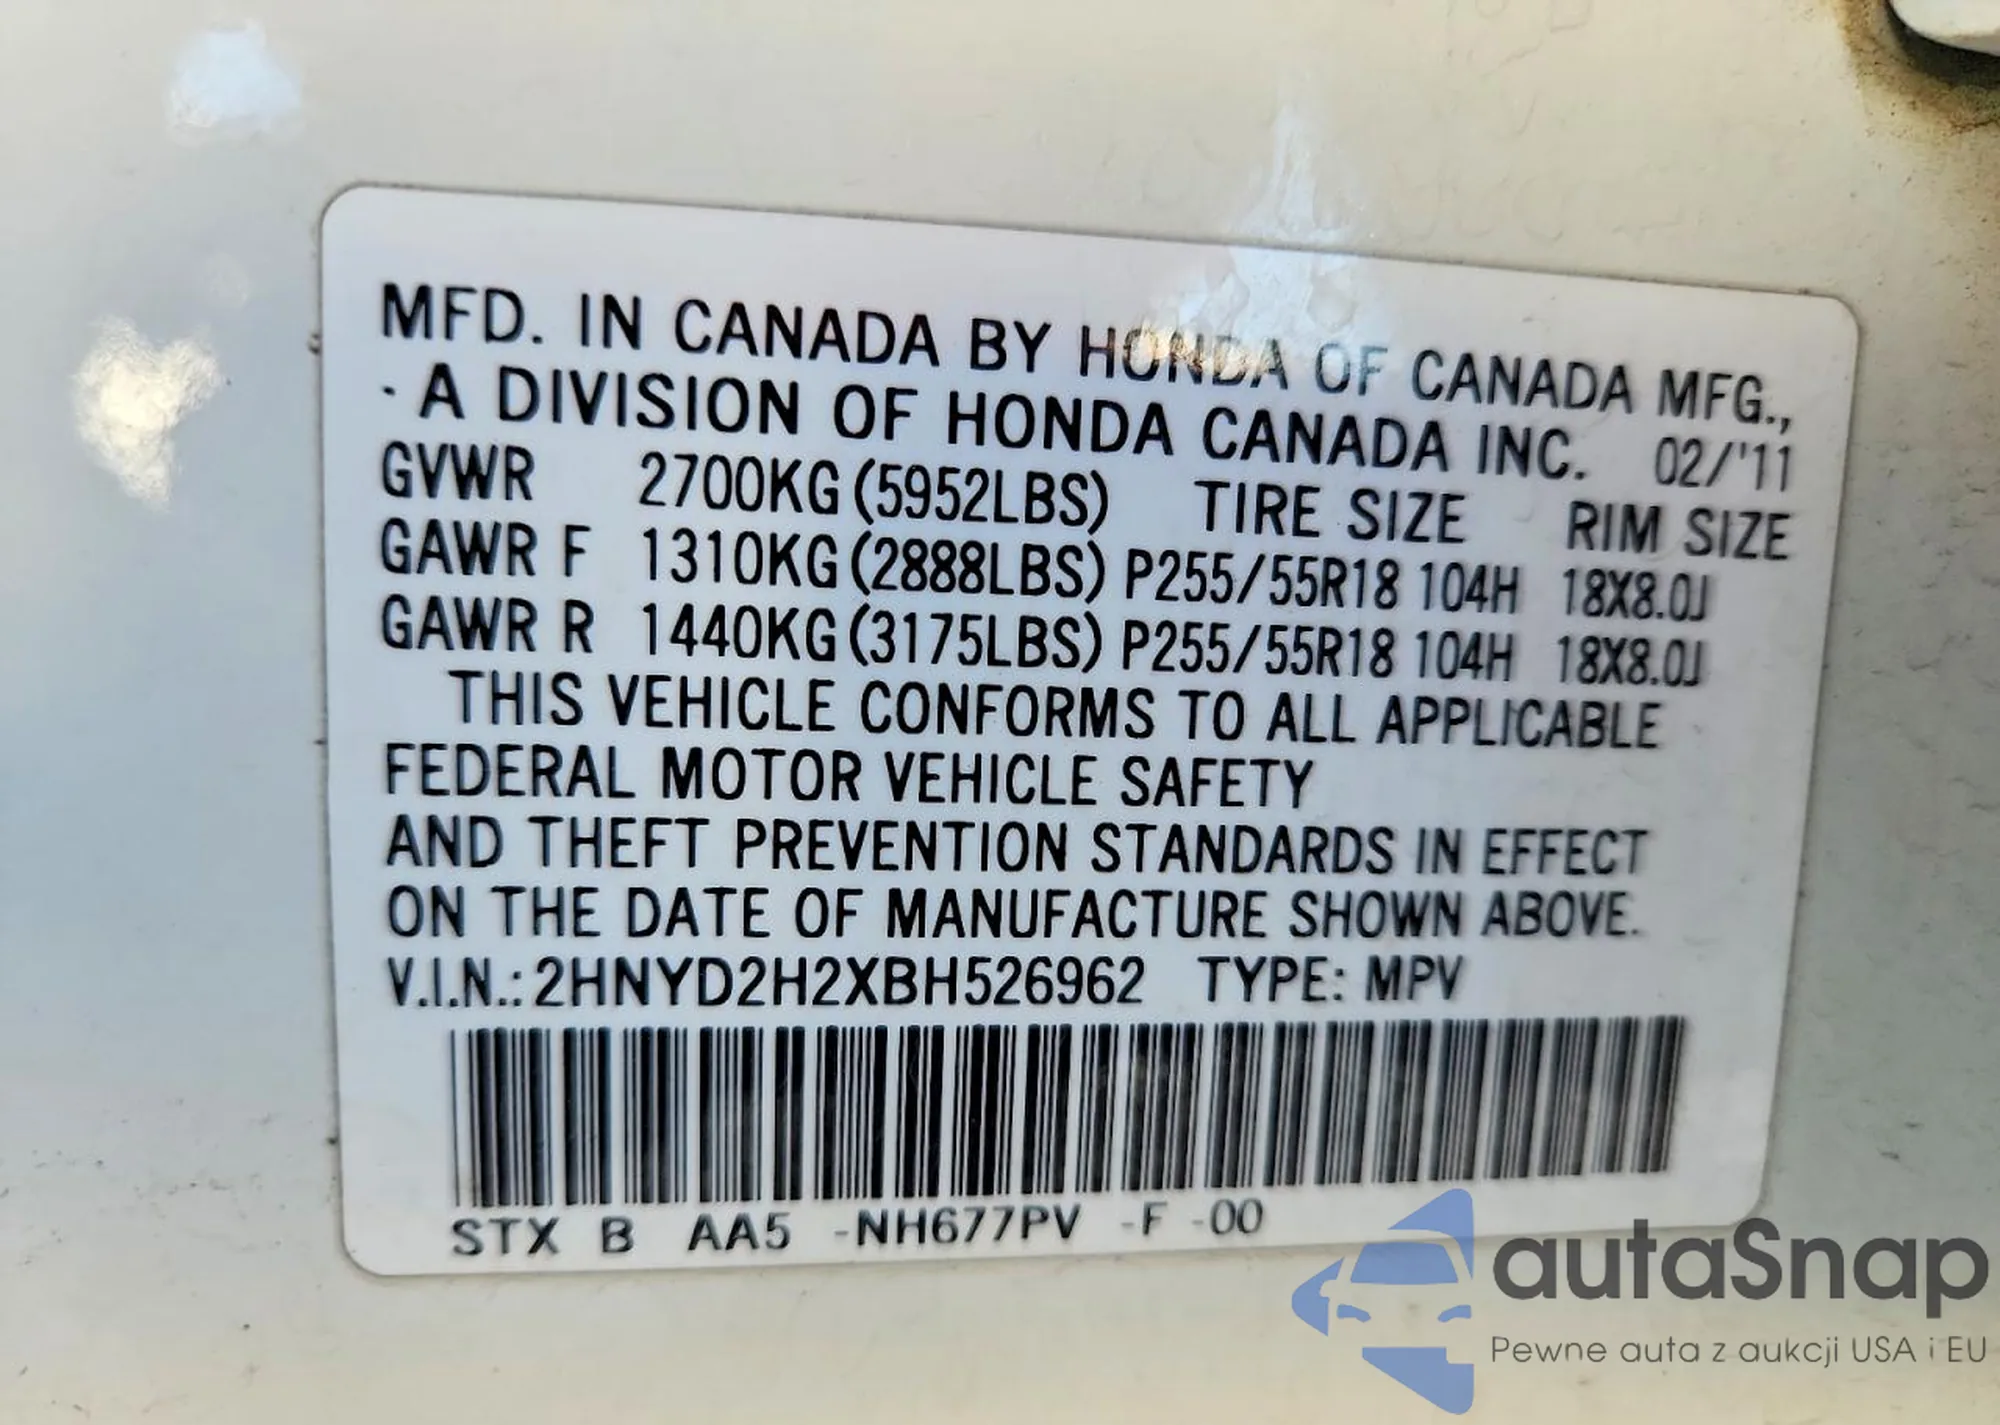 MFD. IN CANADA BY HONDA OF CANADA MFG.,
· A DIVISION OF HONDA CANADA INC. 02/'11
GVWR 2700KG (5952LBS) TIRE SIZE RIM SIZE
GAWR F 1310KG (2888LBS) P255/55R18 104H 18X8.0J
GAWR R 1440KG (3175LBS) P255/55R18 104H 18X8.0J
THIS VEHICLE CONFORMS TO ALL APPLICABLE
FEDERAL MOTOR VEHICLE SAFETY
AND THEFT PREVENTION STANDARDS IN EFFECT
ON THE DATE OF MANUFACTURE SHOWN ABOVE.
V.I.N.: 2HNYD2H2XBH526962 TYPE: MPV
STX B AA5 -NH677PV -F -00
autaSnap
Pewne auta z aukcji USA i EU